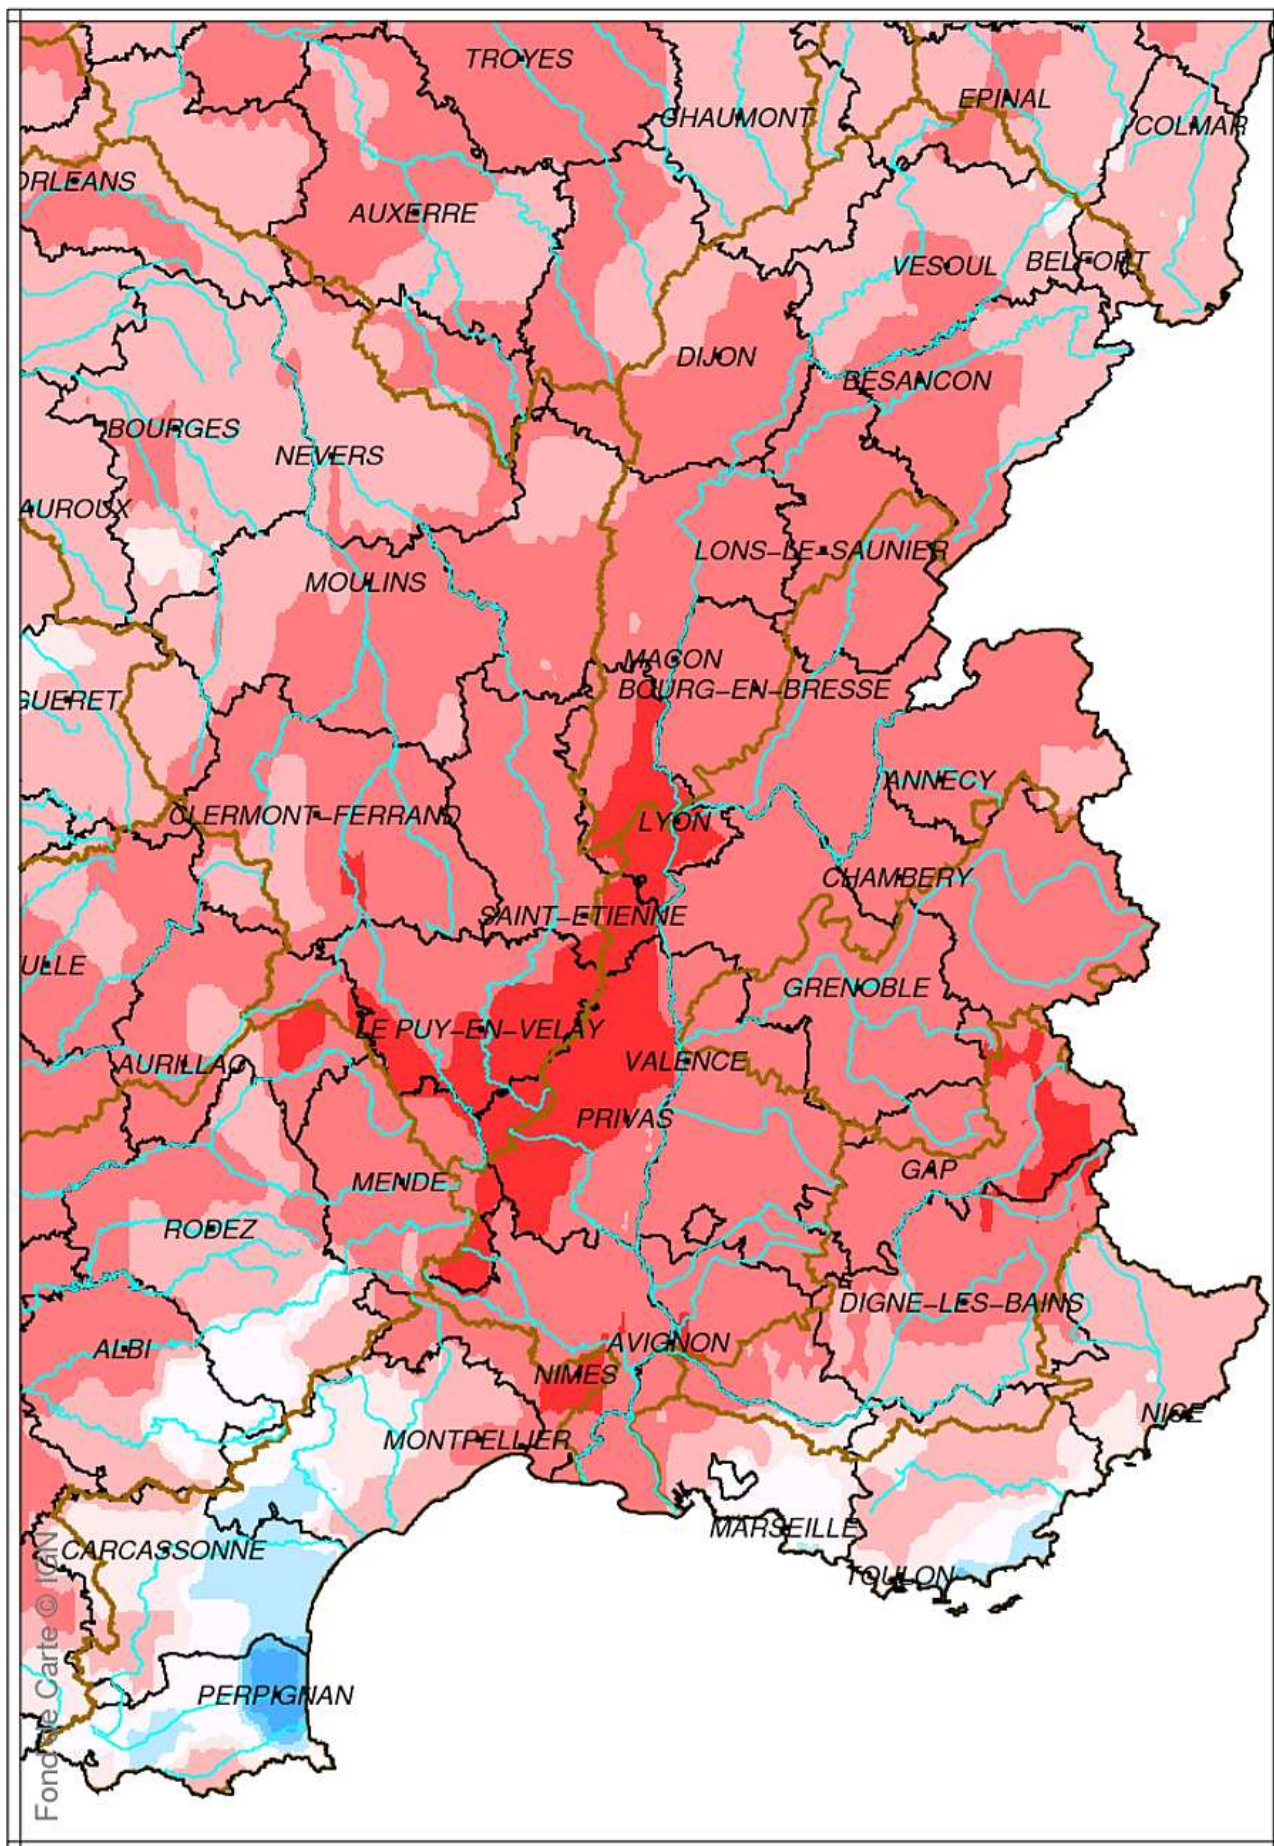 TROYES
EPINAL
CHAUMONT
COLMAR
ORLEANS
AUXERRE
VESOUL
BELFORT
DIJON
BESANCON
BOURGES
NEVERS
AUROUX
LONS-LE-SAUNIER
MOULINS
MACON
BOURG-EN-BRESSE
GUERET
ANNECY
CLERMONT-FERRAND
LYON
CHAMBERY
SAINT-ETIENNE
ULLE
GRENOBLE
LE PUY-EN-VELAY
AURILLAC
VALENCE
PRIVAS
GAP
MENDE
RODEZ
DIGNE-LES-BAINS
ALBI
AVIGNON
NIMES
NICE
MONTPELLIER
MARSEILLE
CARCASSONNE
TOULON
PERPIGNAN
Fond de Carte © IGN